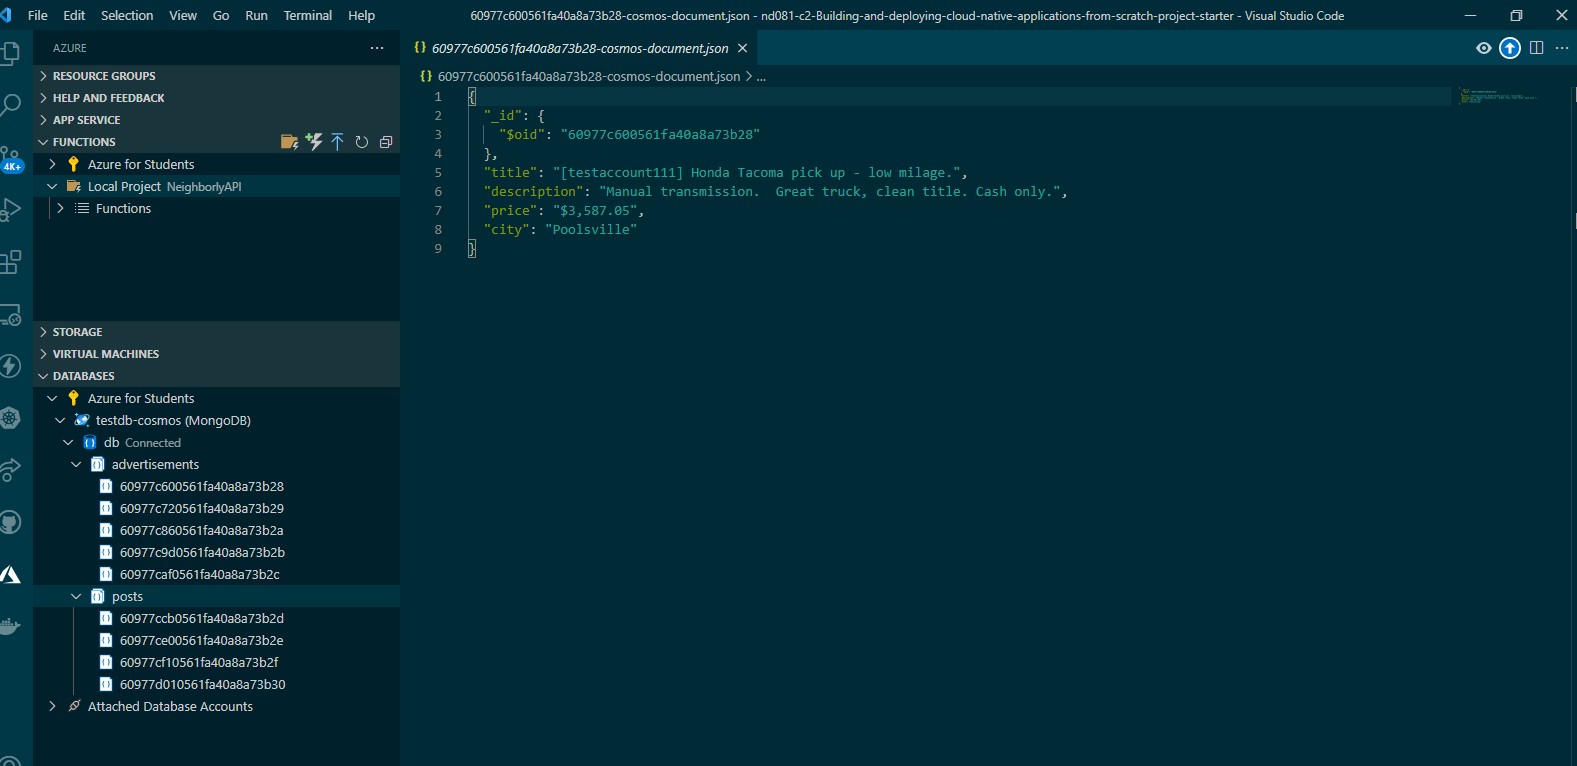 File Edit Selection View Go Run Terminal Help 60977c600561fa40a8a73b28-cosmos-document.json - nd081-c2-Building-and-deploying-cloud-native-applications-from-scratch-project-starter - Visual Studio Code
AZURE
RESOURCE GROUPS
HELP AND FEEDBACK
APP SERVICE
FUNCTIONS
Azure for Students
Local Project NeighborlyAPI
Functions
4K+
STORAGE
VIRTUAL MACHINES
DATABASES
Azure for Students
testdb-cosmos (MongoDB)
db Connected
advertisements
60977c600561fa40a8a73b28
60977c720561fa40a8a73b29
60977c860561fa40a8a73b2a
60977c9d0561fa40a8a73b2b
60977caf0561fa40a8a73b2c
posts
60977ccb0561fa40a8a73b2d
60977ce00561fa40a8a73b2e
60977cf10561fa40a8a73b2f
60977d010561fa40a8a73b30
Attached Database Accounts
{} 60977c600561fa40a8a73b28-cosmos-document.json
{} 60977c600561fa40a8a73b28-cosmos-document.json > ...
1 {
2 "_id": {
3 "$oid": "60977c600561fa40a8a73b28"
4 },
5 "title": "[testaccount111] Honda Tacoma pick up - low milage.",
6 "description": "Manual transmission.  Great truck, clean title. Cash only.",
7 "price": "$3,587.05",
8 "city": "Poolsville"
9 }